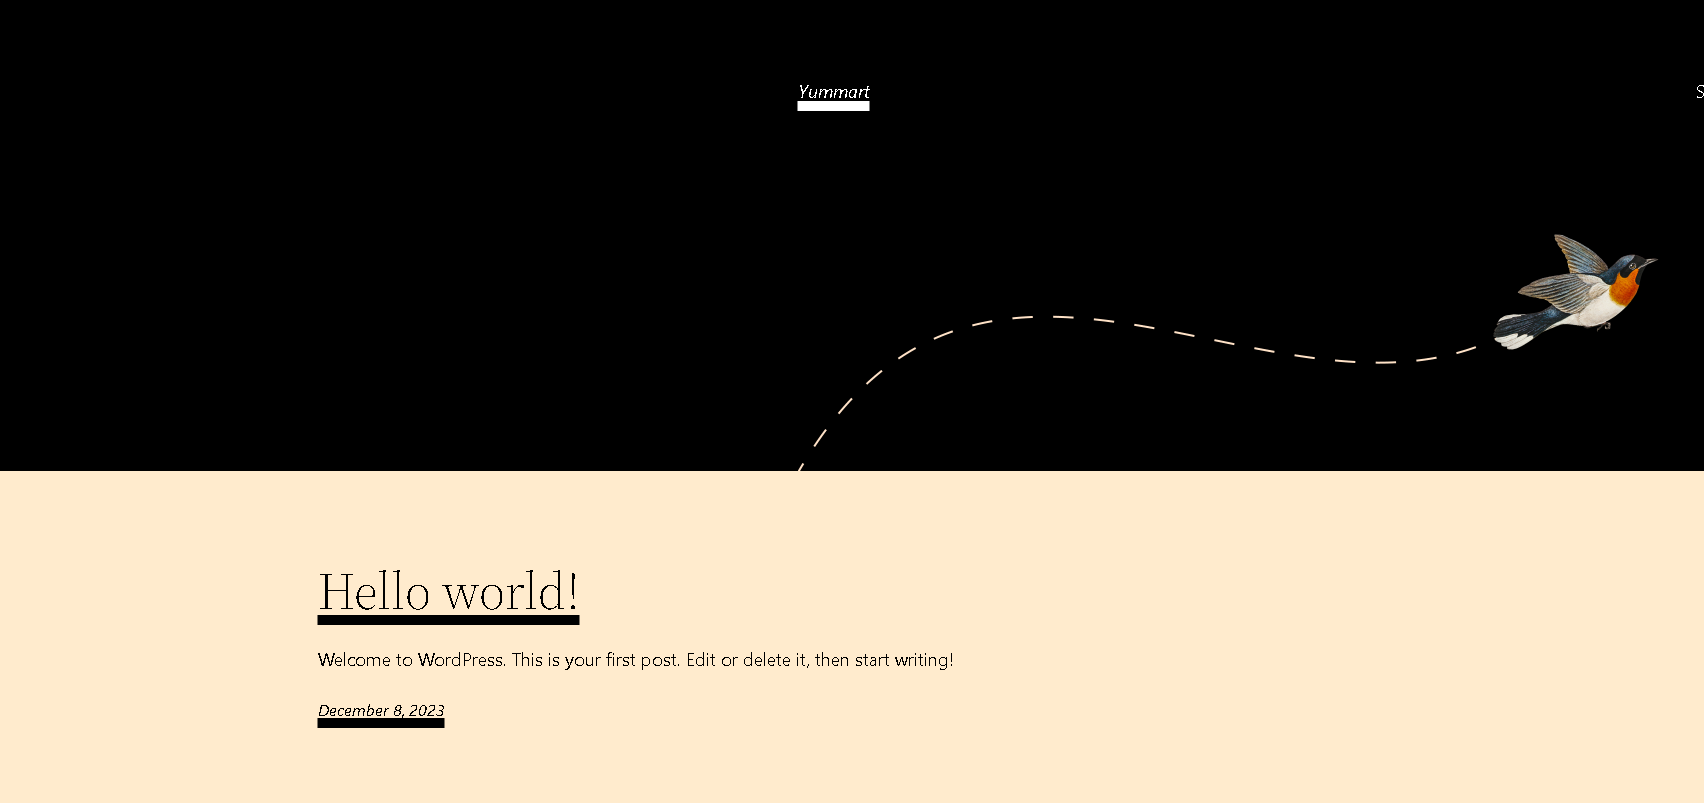 Yummart
Hello world!
Welcome to WordPress. This is your first post. Edit or delete it, then start writing!
December 8, 2023